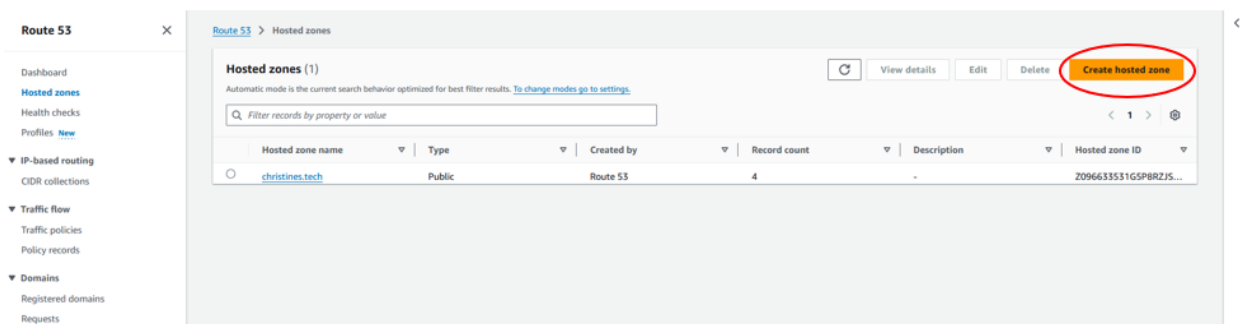 Route 53
Dashboard
Hosted zones
Health checks
Profiles New
IP-based routing
CIDR collections
Traffic flow
Traffic policies
Policy records
Domains
Registered domains
Requests
Route 53 > Hosted zones
Hosted zones (1)
View details Edit Delete Create hosted zone
Automatic mode is the current search behavior optimized for best filter results. To change modes go to settings.
Filter records by property or value
1
Hosted zone name Type Created by Record count Description Hosted zone ID
christines.tech Public Route 53 4 - Z096633531G5P8RZJS...